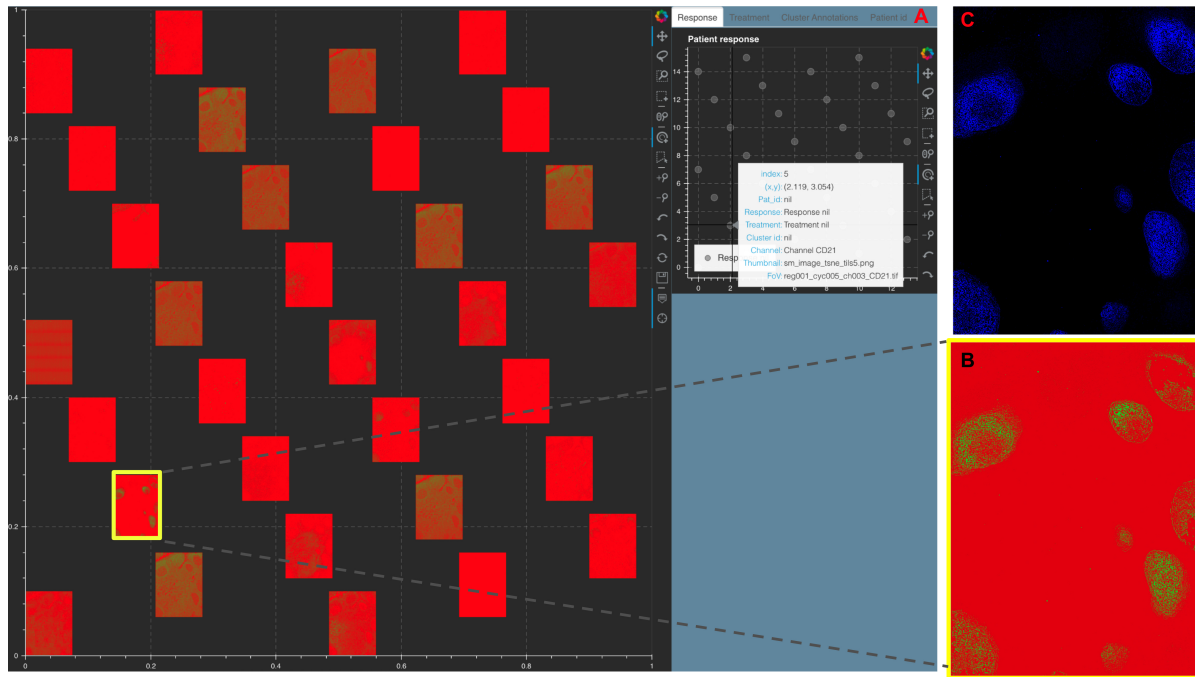 1
0.8
0.6
0.4
0.2
0
0
0.2
0.4
0.6
0.8
1
Response
Treatment
Cluster Annotations
Patient id
A
Patient response
14
12
10
8
6
4
2
0
0
2
4
6
8
10
12
index: 5
(x,y): (2.119, 3.054)
Pat_id: nil
Response: Response nil
Treatment: Treatment nil
Cluster id: nil
Channel: Channel CD21
Thumbnail: sm_image_tsne_tils5.png
FoV: reg001_cyc005_ch003_CD21.tif
Resp
C
B